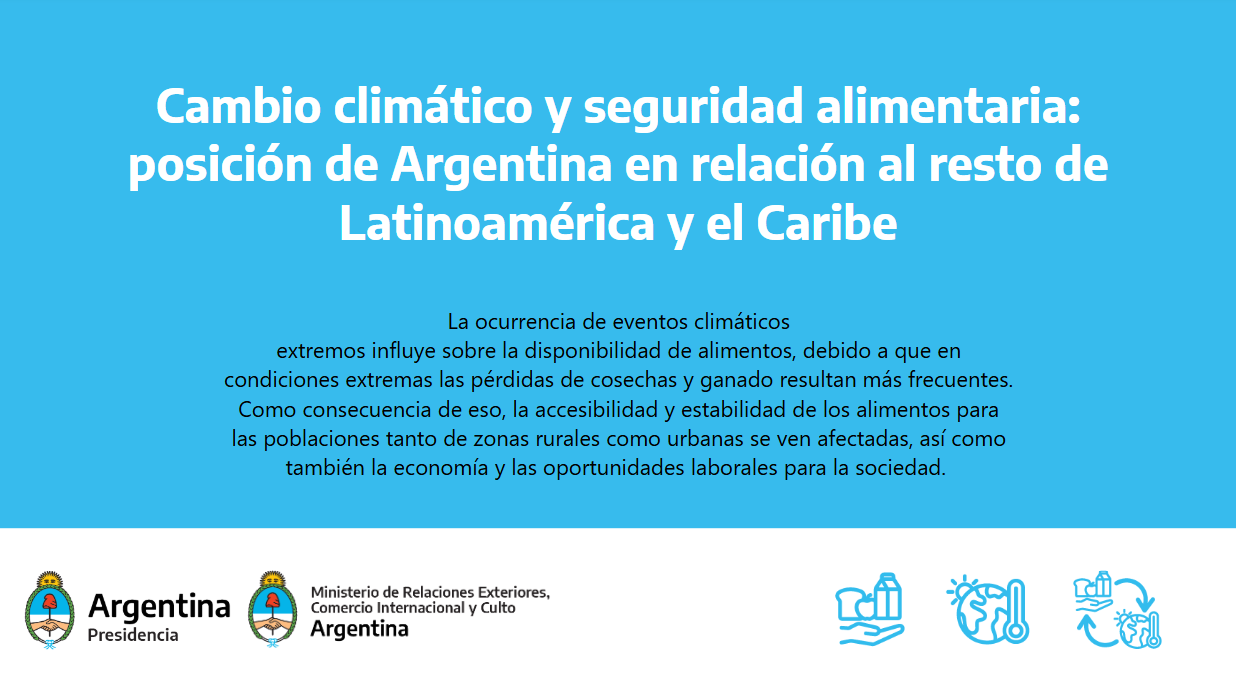 Cambio climático y seguridad alimentaria:
posición de Argentina en relación al resto de
Latinoamérica y el Caribe
La ocurrencia de eventos climáticos
extremos influye sobre la disponibilidad de alimentos, debido a que en
condiciones extremas las pérdidas de cosechas y ganado resultan más frecuentes.
Como consecuencia de eso, la accesibilidad y estabilidad de los alimentos para
las poblaciones tanto de zonas rurales como urbanas se ven afectadas, así como
también la economía y las oportunidades laborales para la sociedad.
Argentina
Presidencia
Ministerio de Relaciones Exteriores,
Comercio Internacional y Culto
Argentina